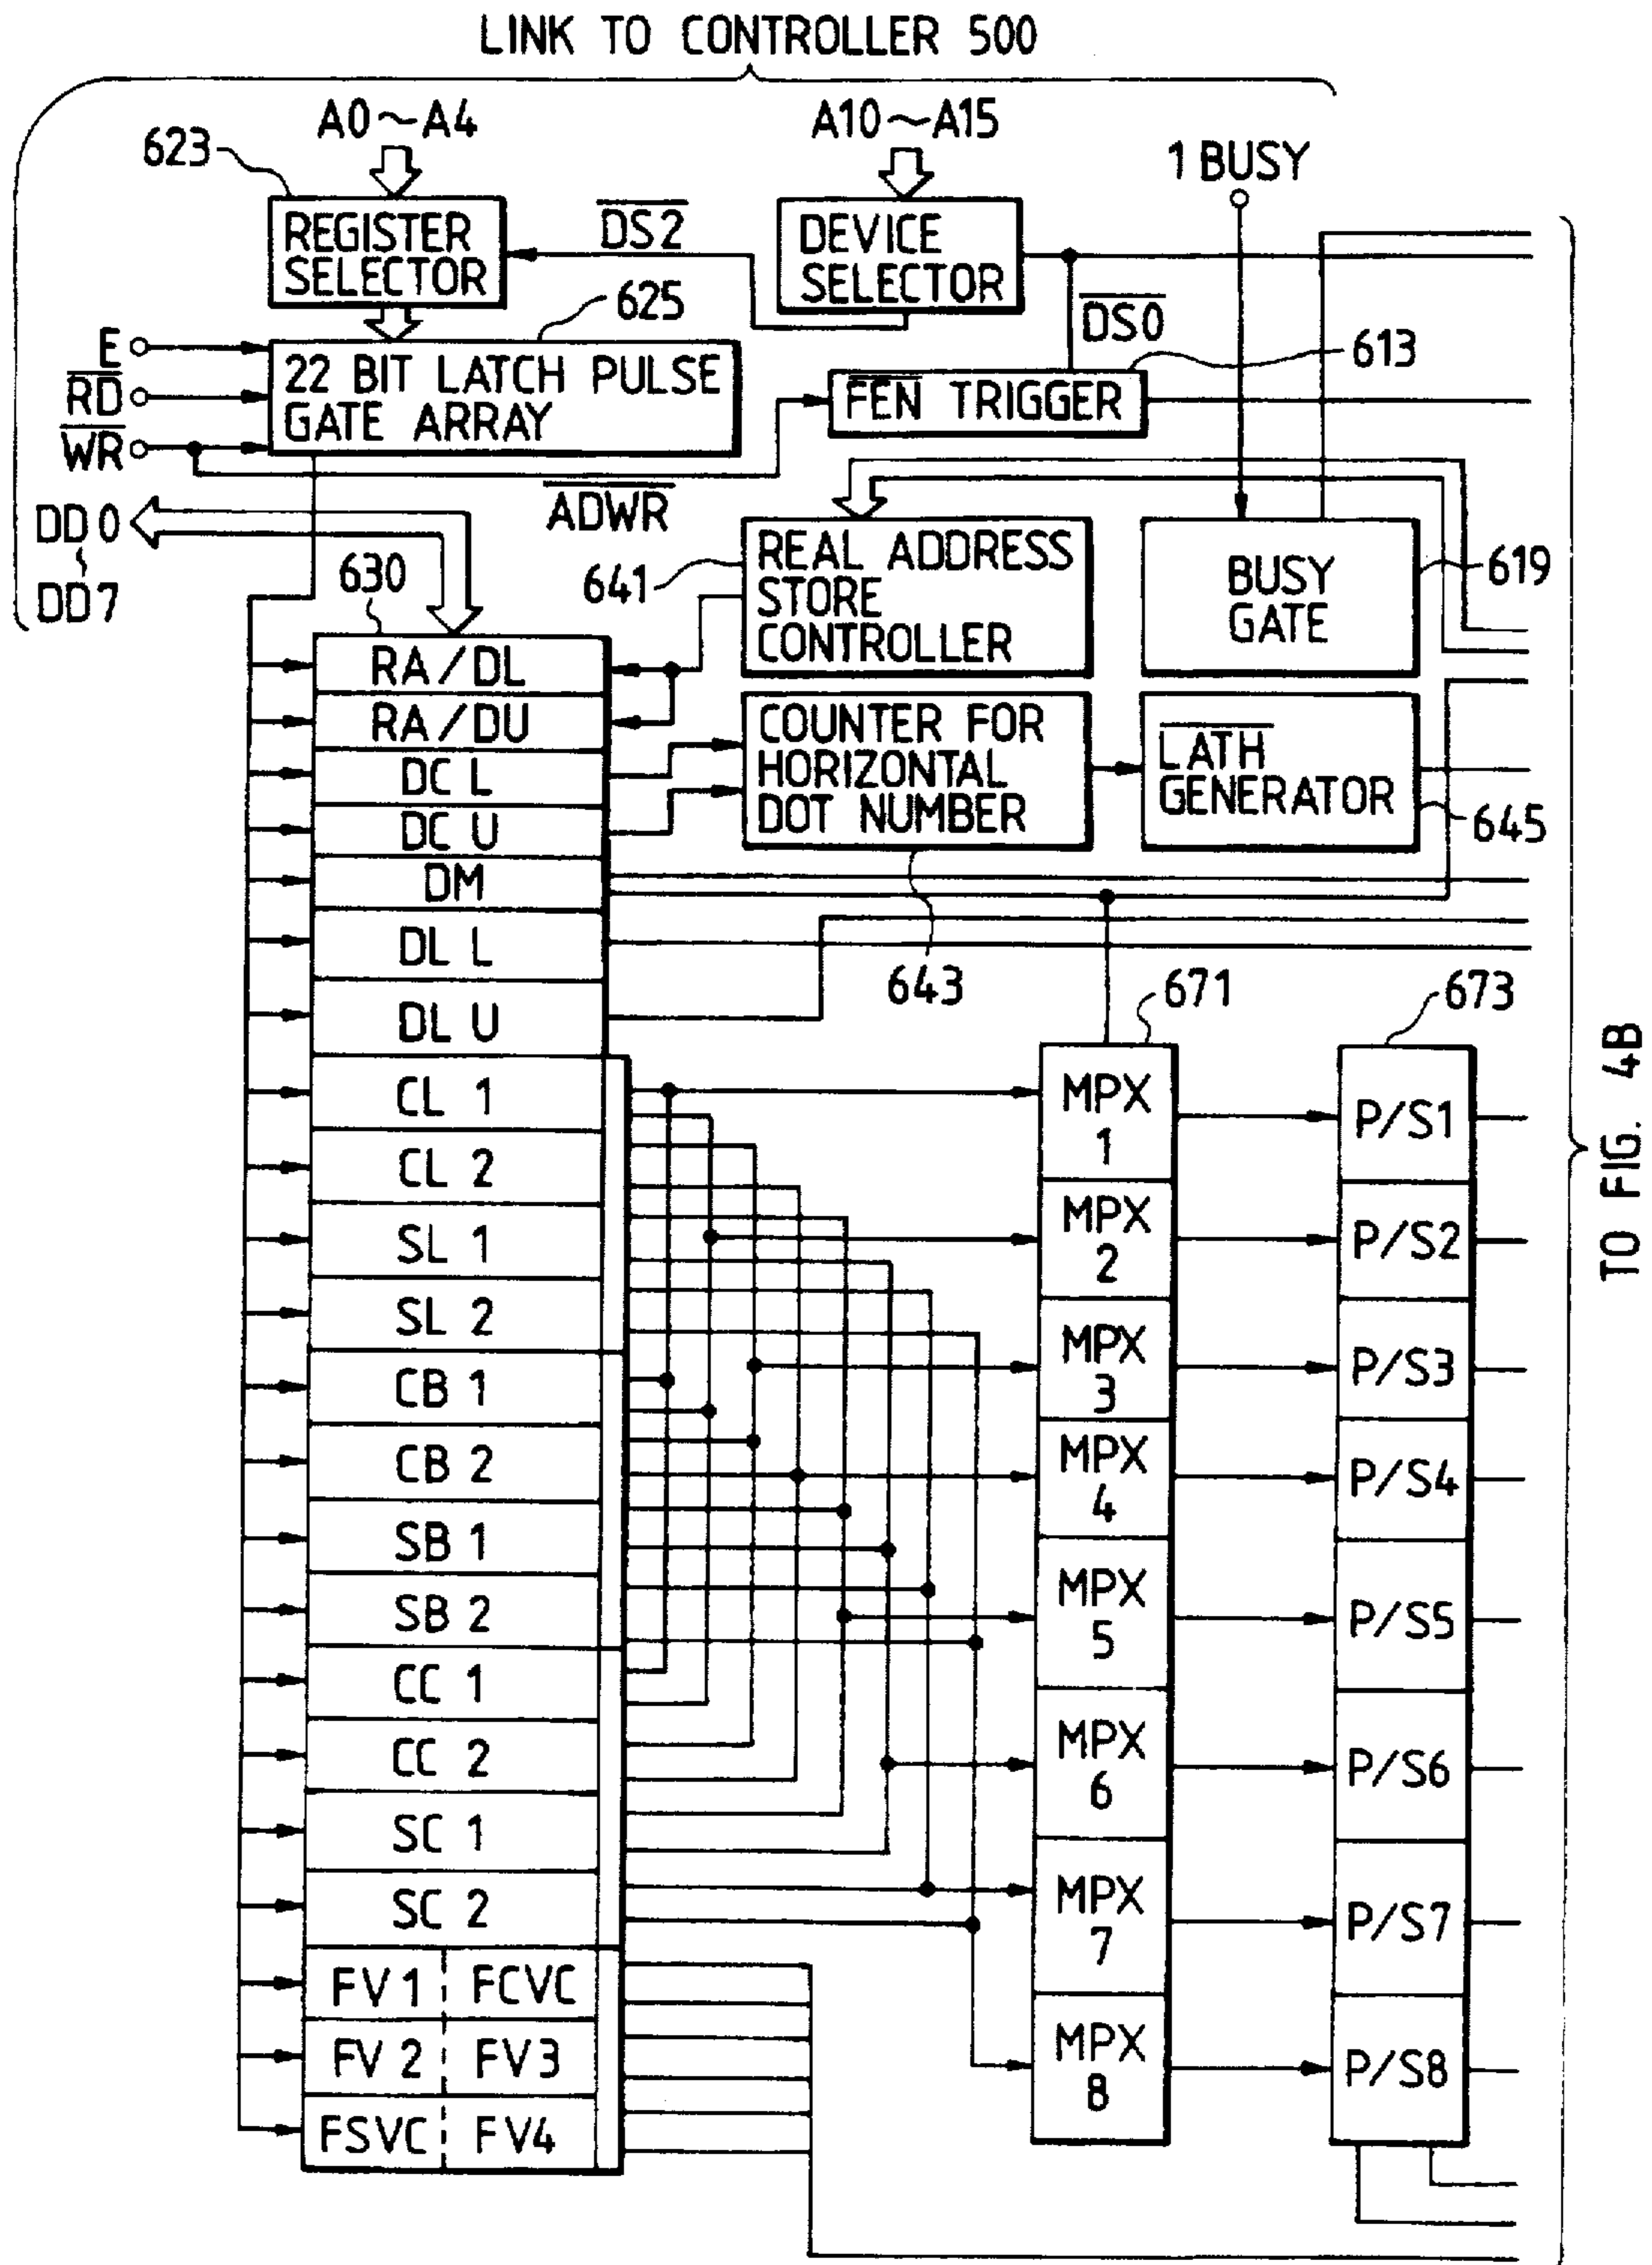 LINK TO CONTROLLER 500
A0~A4
A10~A15
623
1 BUSY
REGISTER
SELECTOR
DS2
DEVICE
SELECTOR
625
DS0
613
E
RD
WR
22 BIT LATCH PULSE
GATE ARRAY
FEN TRIGGER
ADWR
DD0
~
DD7
630
641
REAL ADDRESS
STORE
CONTROLLER
BUSY
GATE
619
RA/DL
RA/DU
DC L
DC U
DM
DL L
DL U
COUNTER FOR
HORIZONTAL
DOT NUMBER
LATH
GENERATOR
645
643
671
673
TO FIG. 4B
CL 1
CL 2
SL 1
SL 2
CB 1
CB 2
SB 1
SB 2
CC 1
CC 2
SC 1
SC 2
FV 1 FCVC
FV 2 FV3
FSVC FV4
MPX
1
MPX
2
MPX
3
MPX
4
MPX
5
MPX
6
MPX
7
MPX
8
P/S1
P/S2
P/S3
P/S4
P/S5
P/S6
P/S7
P/S8